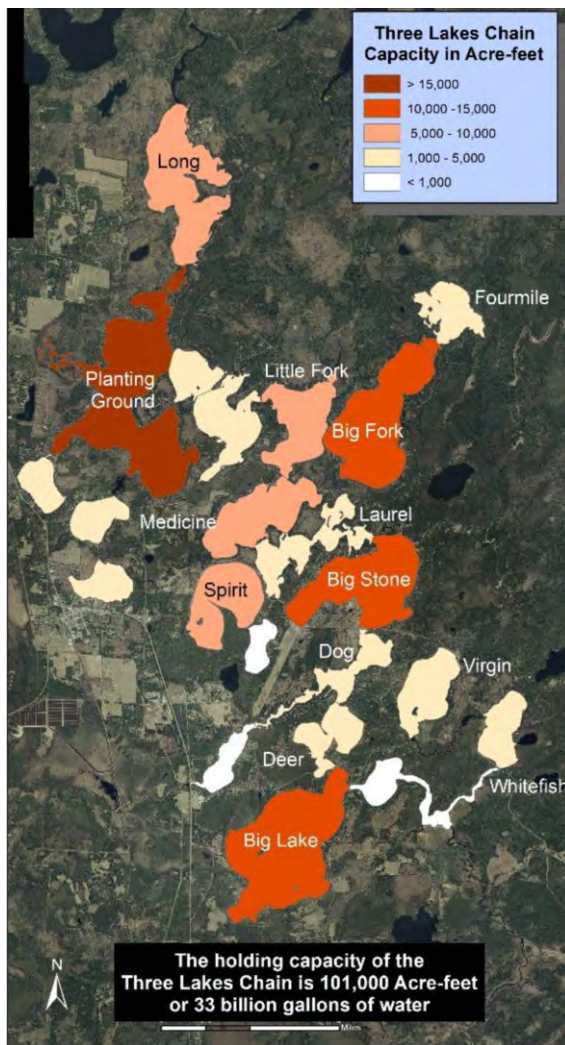 Three Lakes Chain
Capacity in Acre-feet
> 15,000
10,000 -15,000
5,000 - 10,000
1,000 - 5,000
< 1,000
Long
Fourmile
Planting
Ground
Little Fork
Big Fork
Medicine
Laurel
Spirit
Big Stone
Dog
Virgin
Deer
Whitefish
Big Lake
N
The holding capacity of the
Three Lakes Chain is 101,000 Acre-feet
or 33 billion gallons of water
Miles